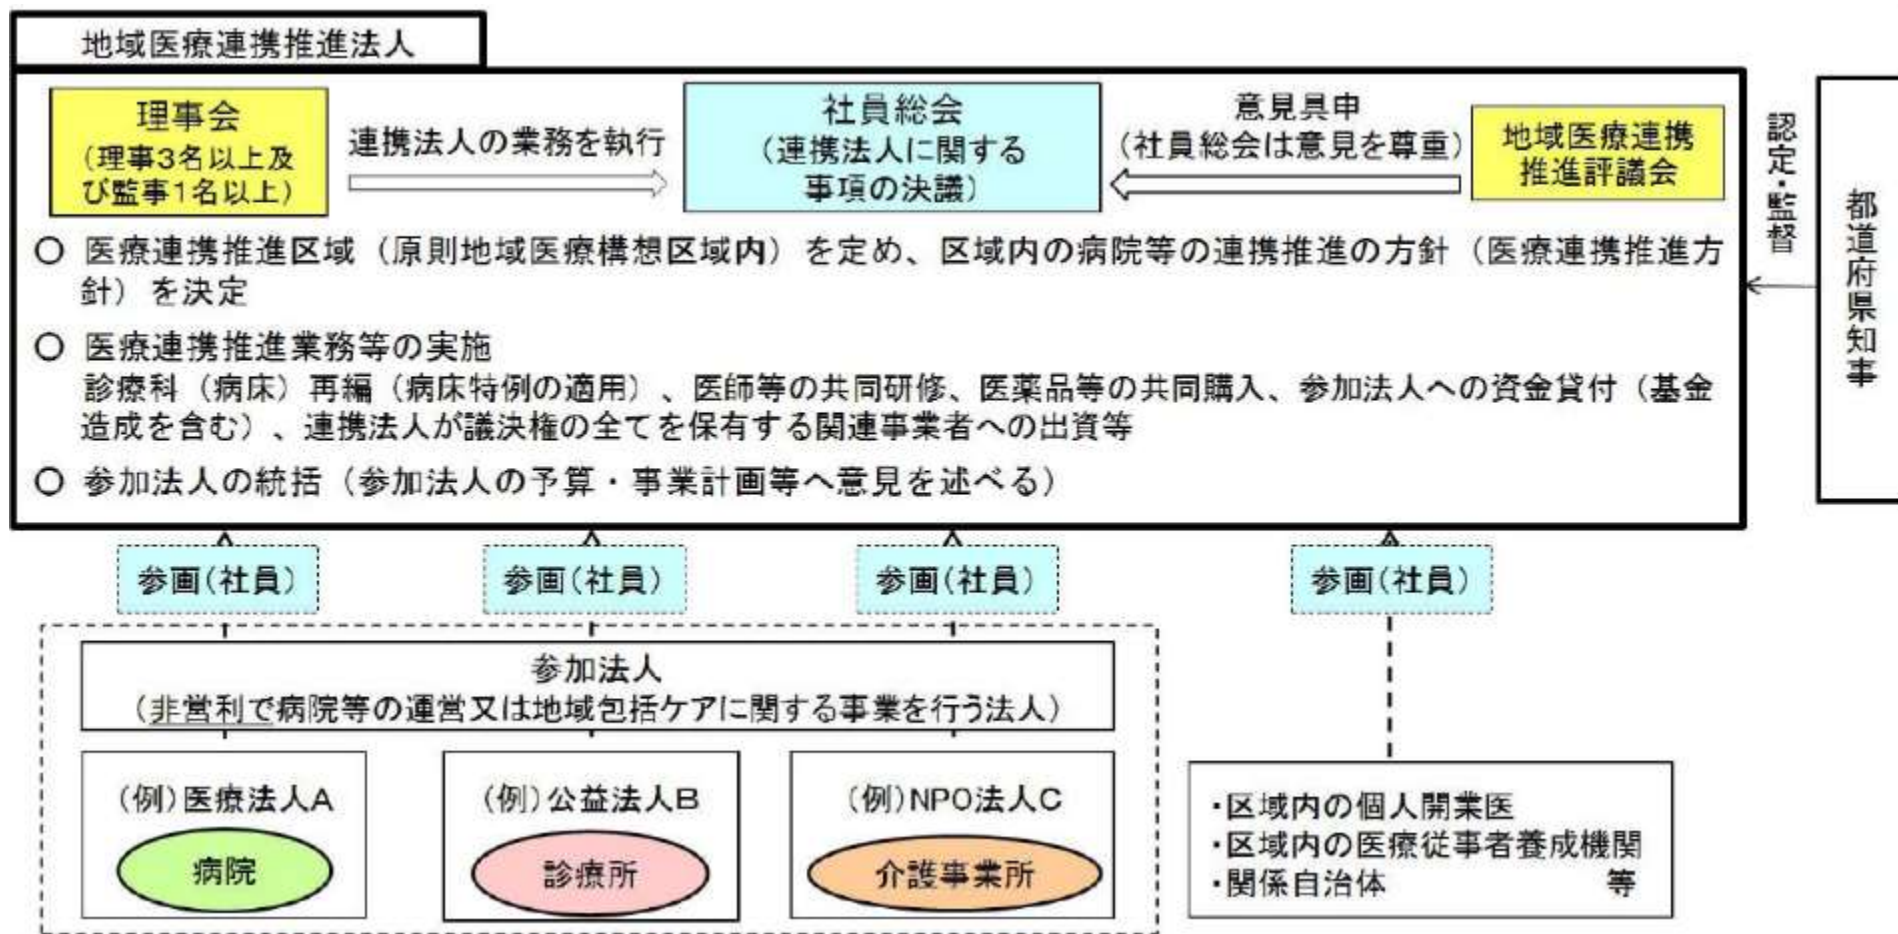 地域医療連携推進法人
理事会
（理事3名以上及
び監事1名以上）
連携法人の業務を執行
社員総会
（連携法人に関する
事項の決議）
意見具申
（社員総会は意見を尊重）
地域医療連携
推進評議会
認定・監督
都道府県知事
○ 医療連携推進区域（原則地域医療構想区域内）を定め、区域内の病院等の連携推進の方針（医療連携推進方
針）を決定
○ 医療連携推進業務等の実施
診療科（病床）再編（病床特例の適用）、医師等の共同研修、医薬品等の共同購入、参加法人への資金貸付（基金
造成を含む）、連携法人が議決権の全てを保有する関連事業者への出資等
○ 参加法人の統括（参加法人の予算・事業計画等へ意見を述べる）
参画（社員）
参画（社員）
参画（社員）
参画（社員）
参加法人
（非営利で病院等の運営又は地域包括ケアに関する事業を行う法人）
（例）医療法人A
病院
（例）公益法人B
診療所
（例）NPO法人C
介護事業所
・区域内の個人開業医
・区域内の医療従事者養成機関
・関係自治体 等